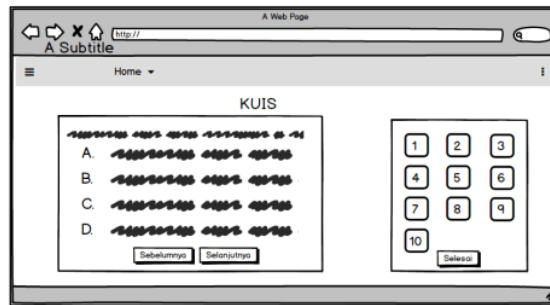 A Web Page
http://
A Subtitle
Home
KUIS
A.
B.
C.
D.
Sebelumnya Selanjutnya
1 2 3
4 5 6
7 8 9
10
Selesai